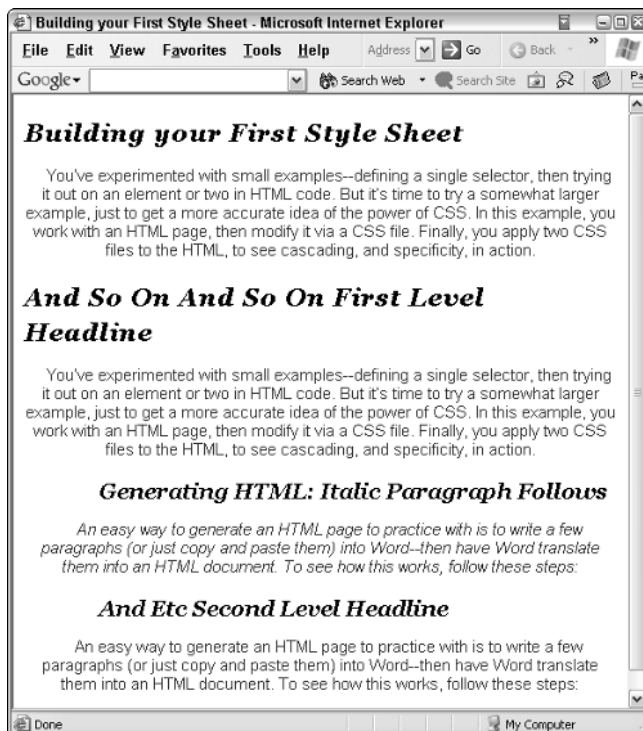 Building your First Style Sheet - Microsoft Internet Explorer
File Edit View Favorites Tools Help Address Go Back »
Google Search Web Search Site
Building your First Style Sheet
You've experimented with small examples--defining a single selector, then trying
it out on an element or two in HTML code. But it's time to try a somewhat larger
example, just to get a more accurate idea of the power of CSS. In this example, you
work with an HTML page, then modify it via a CSS file. Finally, you apply two CSS
files to the HTML, to see cascading, and specificity, in action.
And So On And So On First Level
Headline
You've experimented with small examples--defining a single selector, then trying
it out on an element or two in HTML code. But it's time to try a somewhat larger
example, just to get a more accurate idea of the power of CSS. In this example, you
work with an HTML page, then modify it via a CSS file. Finally, you apply two CSS
files to the HTML, to see cascading, and specificity, in action.
Generating HTML: Italic Paragraph Follows
An easy way to generate an HTML page to practice with is to write a few
paragraphs (or just copy and paste them) into Word--then have Word translate
them into an HTML document. To see how this works, follow these steps:
And Etc Second Level Headline
An easy way to generate an HTML page to practice with is to write a few
paragraphs (or just copy and paste them) into Word--then have Word translate
them into an HTML document. To see how this works, follow these steps:
Done My Computer